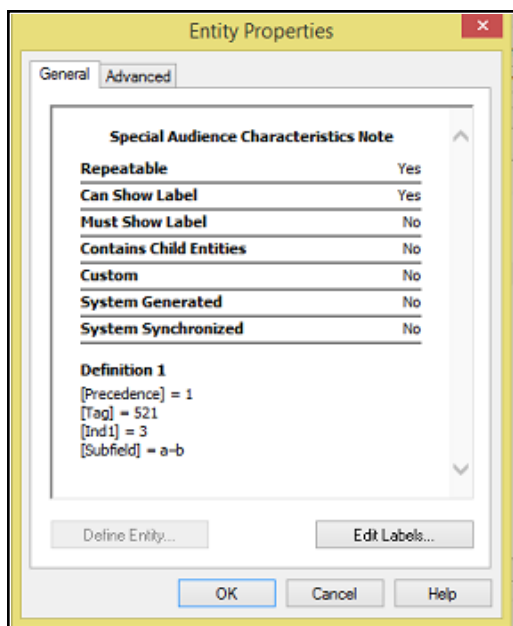 Entity Properties
General Advanced
Special Audience Characteristics Note
Repeatable Yes
Can Show Label Yes
Must Show Label No
Contains Child Entities No
Custom No
System Generated No
System Synchronized No
Definition 1
[Precedence] = 1
[Tag] = 521
[Ind1] = 3
[Subfield] = a-b
Define Entity... Edit Labels...
OK Cancel Help